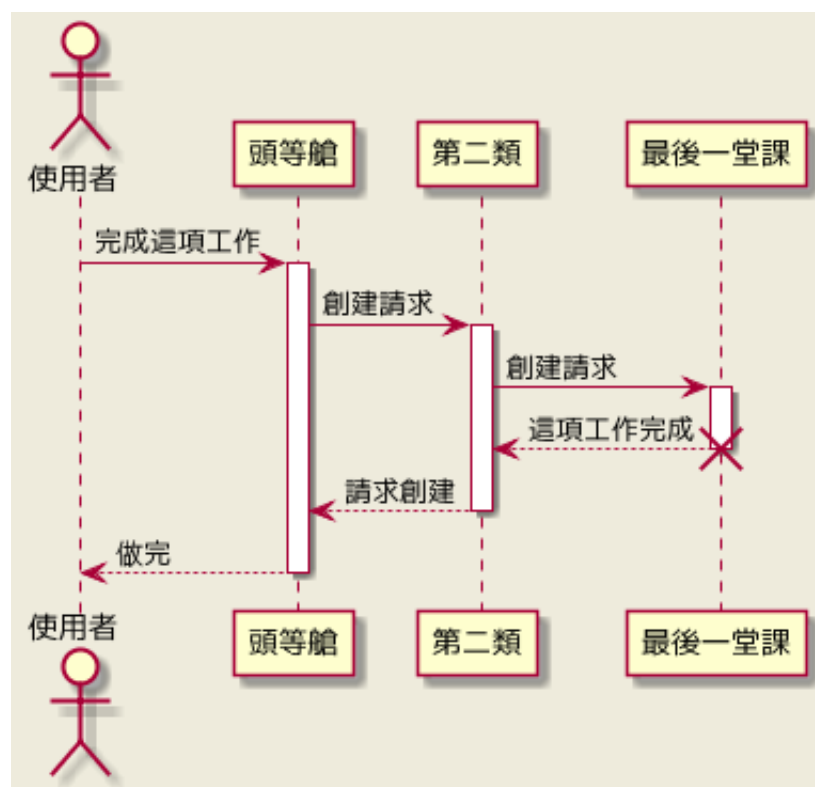 使用者
頭等艙
第二類
最後一堂課
完成這項工作
創建請求
創建請求
這項工作完成
請求創建
做完
使用者
頭等艙
第二類
最後一堂課